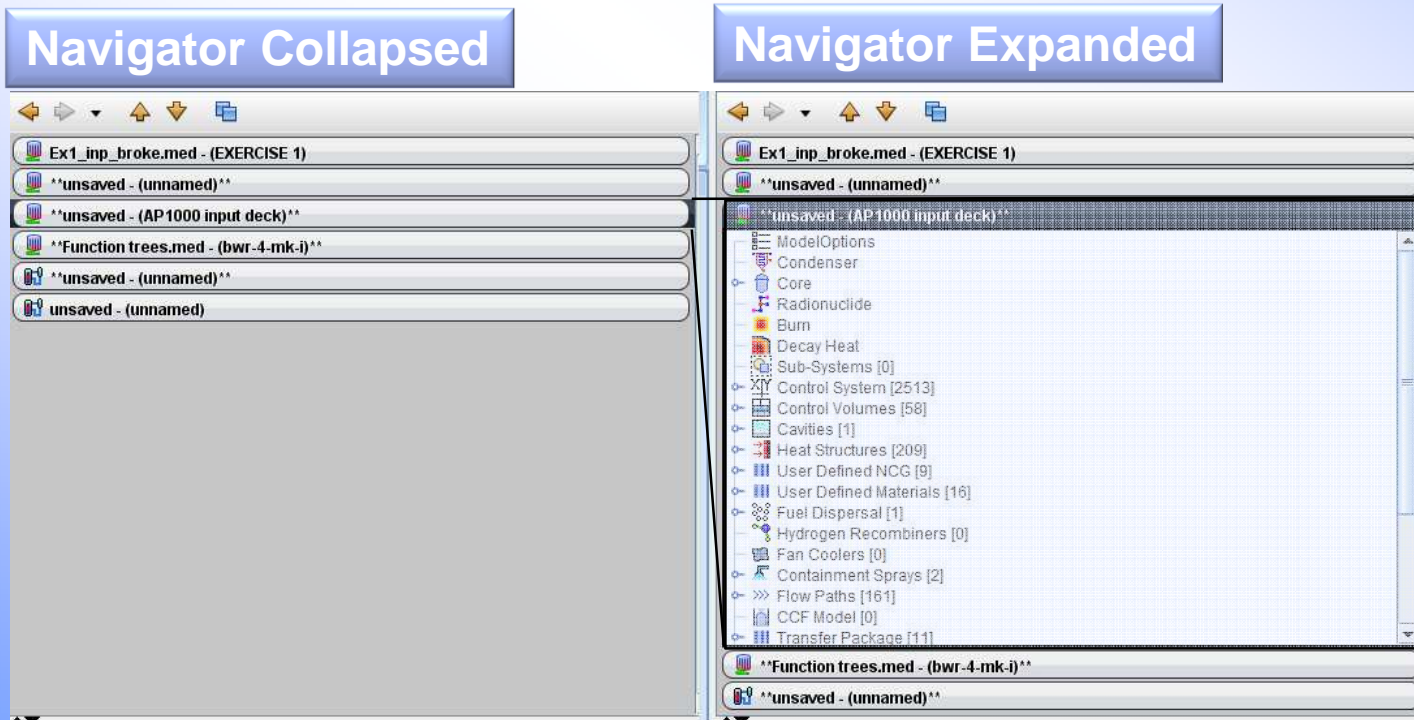 Navigator Collapsed
Ex1_inp_broke.med - (EXERCISE 1)
**unsaved - (unnamed)**
**unsaved - (AP1000 input deck)**
**Function trees.med - (bwr-4-mk-i)**
**unsaved - (unnamed)**
unsaved - (unnamed)
Navigator Expanded
Ex1_inp_broke.med - (EXERCISE 1)
**unsaved - (unnamed)**
**unsaved - (AP1000 input deck)**
ModelOptions
Condenser
Core
Radionuclide
Burn
Decay Heat
Sub-Systems [0]
Control System [2513]
Control Volumes [58]
Cavities [1]
Heat Structures [209]
User Defined NCG [9]
User Defined Materials [16]
Fuel Dispersal [1]
Hydrogen Recombiners [0]
Fan Coolers [0]
Containment Sprays [2]
Flow Paths [161]
CCF Model [0]
Transfer Package [11]
**Function trees.med - (bwr-4-mk-i)**
**unsaved - (unnamed)**